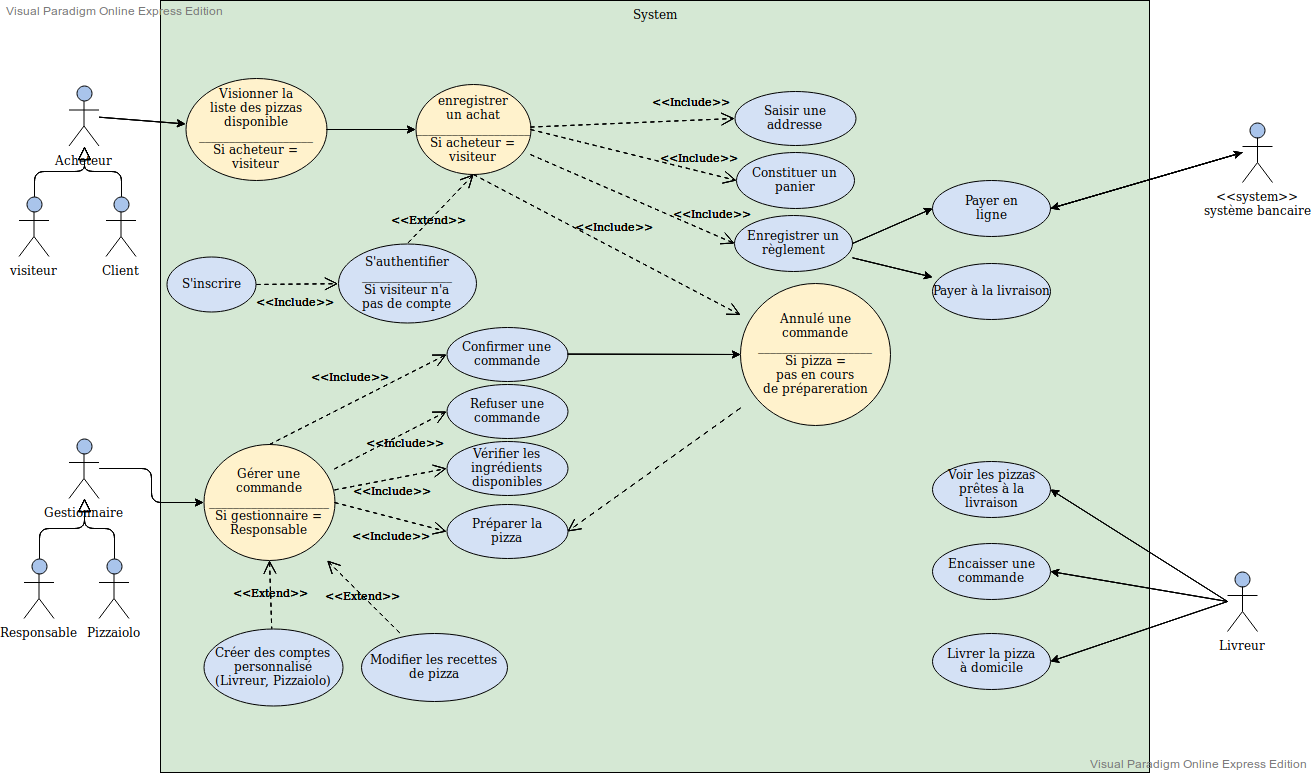 Visual Paradigm Online Express Edition
System
Visionner la
liste des pizzas
disponible
Si acheteur =
visiteur
enregistrer
un achat
Si acheteur =
visiteur
<<Include>>
Saisir une
addresse
<<Include>>
Constituer un
panier
<<Include>>
Enregistrer un
règlement
<<Include>>
Payer en
ligne
Payer à la livraison
<<system>>
système bancaire
Acheteur
visiteur
Client
<<Extend>>
S'inscrire
<<Include>>
S'authentifier
Si visiteur n'a
pas de compte
Annulé une
commande
Si pizza =
pas en cours
de prépareration
Confirmer une
commande
<<Include>>
Refuser une
commande
<<Include>>
Vérifier les
ingrédients
disponibles
<<Include>>
Préparer la
pizza
<<Include>>
Gérer une
commande
Si gestionnaire =
Responsable
Gestionnaire
Responsable
Pizzaiolo
<<Extend>>
<<Extend>>
Créer des comptes
personnalisé
(Livreur, Pizzaiolo)
Modifier les recettes
de pizza
Voir les pizzas
prêtes à la
livraison
Encaisser une
commande
Livrer la pizza
à domicile
Livreur
Visual Paradigm Online Express Edition